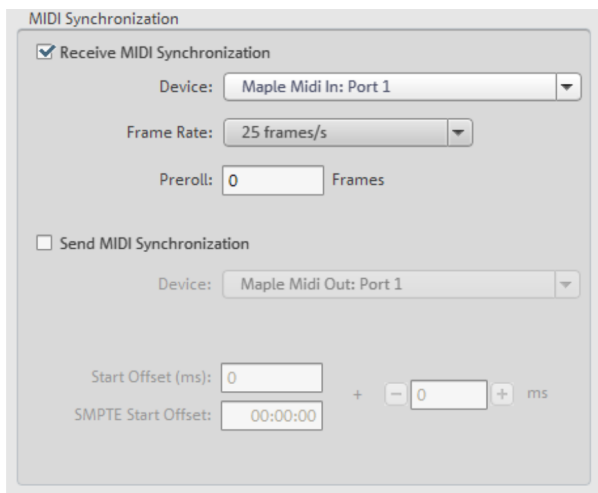 MIDI Synchronization
Receive MIDI Synchronization
Device: Maple Midi In: Port 1
Frame Rate: 25 frames/s
Preroll: 0 Frames
Send MIDI Synchronization
Device: Maple Midi Out: Port 1
Start Offset (ms): 0 + − 0 + ms
SMPTE Start Offset: 00:00:00